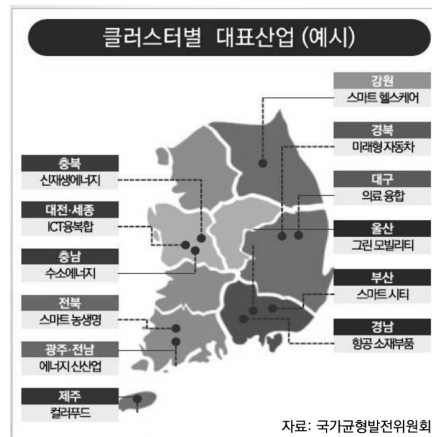 클러스터별 대표산업 (예시)
강원
스마트 헬스케어
경북
미래형 자동차
대구
의료 융합
울산
그린 모빌리티
부산
스마트 시티
경남
항공 소재부품
충북
신재생에너지
대전·세종
ICT융복합
충남
수소에너지
전북
스마트 농생명
광주·전남
에너지 신산업
제주
컬러푸드
자료: 국가균형발전위원회